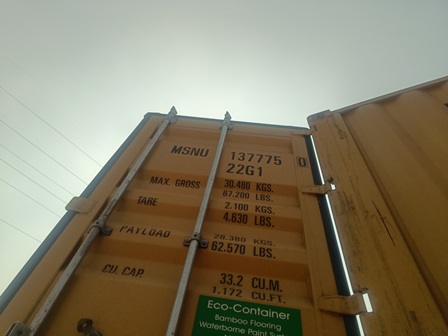 MSNU 137775 0
22G1
MAX. GROSS 30.480 KGS.
67.200 LBS.
TARE 2.100 KGS.
4.630 LBS.
PAYLOAD 28.380 KGS.
62.570 LBS.
CU. CAP. 33.2 CU.M.
1.172 CU.FT.
Eco-Container
Bamboo Flooring
Waterborne Paint